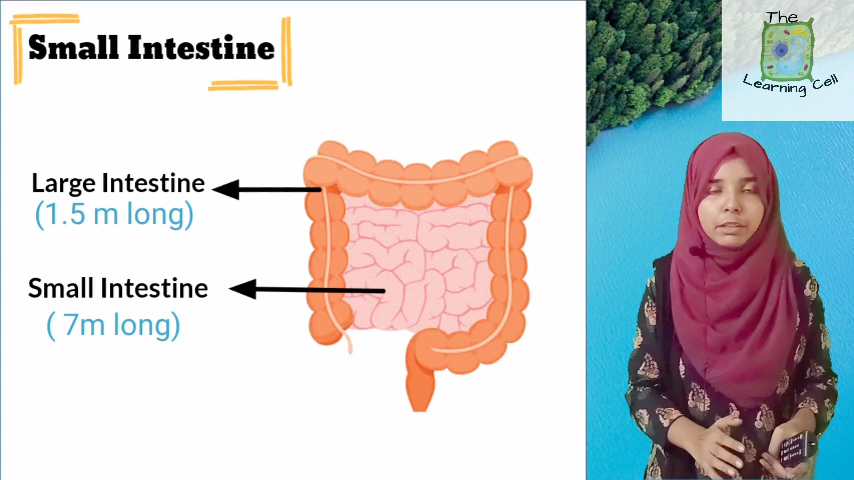 Small Intestine
The
Learning Cell
Large Intestine
(1.5 m long)
Small Intestine
( 7m long)